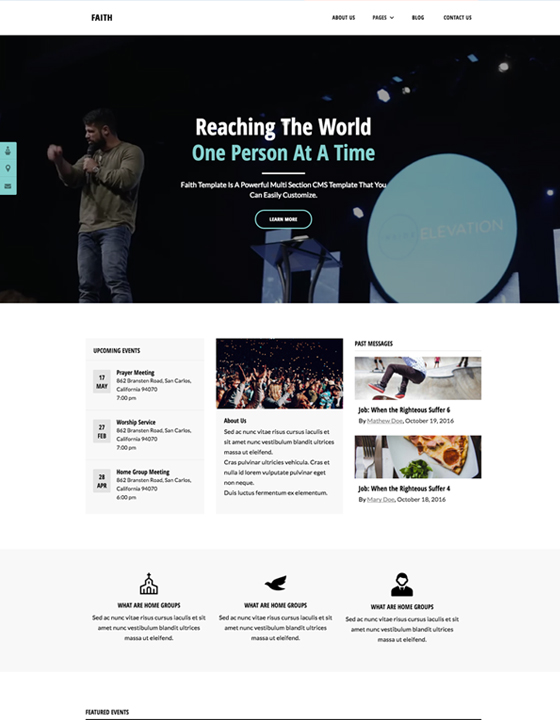 FAITH
ABOUT US
PAGES
BLOG
CONTACT US
Reaching The World
One Person At A Time
Faith Template Is A Powerful Multi Section CMS Template That You
Can Easily Customize.
LEARN MORE
ELEVATION
UPCOMING EVENTS
17
MAY
Prayer Meeting
862 Bransten Road, San Carlos,
California 94070
7:00 pm
27
FEB
Worship Service
862 Bransten Road, San Carlos,
California 94070
7:00 pm
28
APR
Home Group Meeting
862 Bransten Road, San Carlos,
California 94070
6:00 pm
About Us
Sed ac nunc vitae risus cursus iaculis et
sit amet nunc vestibulum blandit ultrices
massa ut eleifend.
Cras pulvinar ultricies vehicula. Cras et
nulla id lorem vulputate pulvinar eget
non neque.
Duis luctus fermentum ex elementum.
PAST MESSAGES
Job: When the Righteous Suffer 6
By Mathew Doe, October 19, 2016
Job: When the Righteous Suffer 4
By Mary Doe, October 18, 2016
WHAT ARE HOME GROUPS
Sed ac nunc vitae risus cursus iaculis et sit
amet nunc vestibulum blandit ultrices
massa ut eleifend.
WHAT ARE HOME GROUPS
Sed ac nunc vitae risus cursus iaculis et sit
amet nunc vestibulum blandit ultrices
massa ut eleifend.
WHAT ARE HOME GROUPS
Sed ac nunc vitae risus cursus iaculis et sit
amet nunc vestibulum blandit ultrices
massa ut eleifend.
FEATURED EVENTS